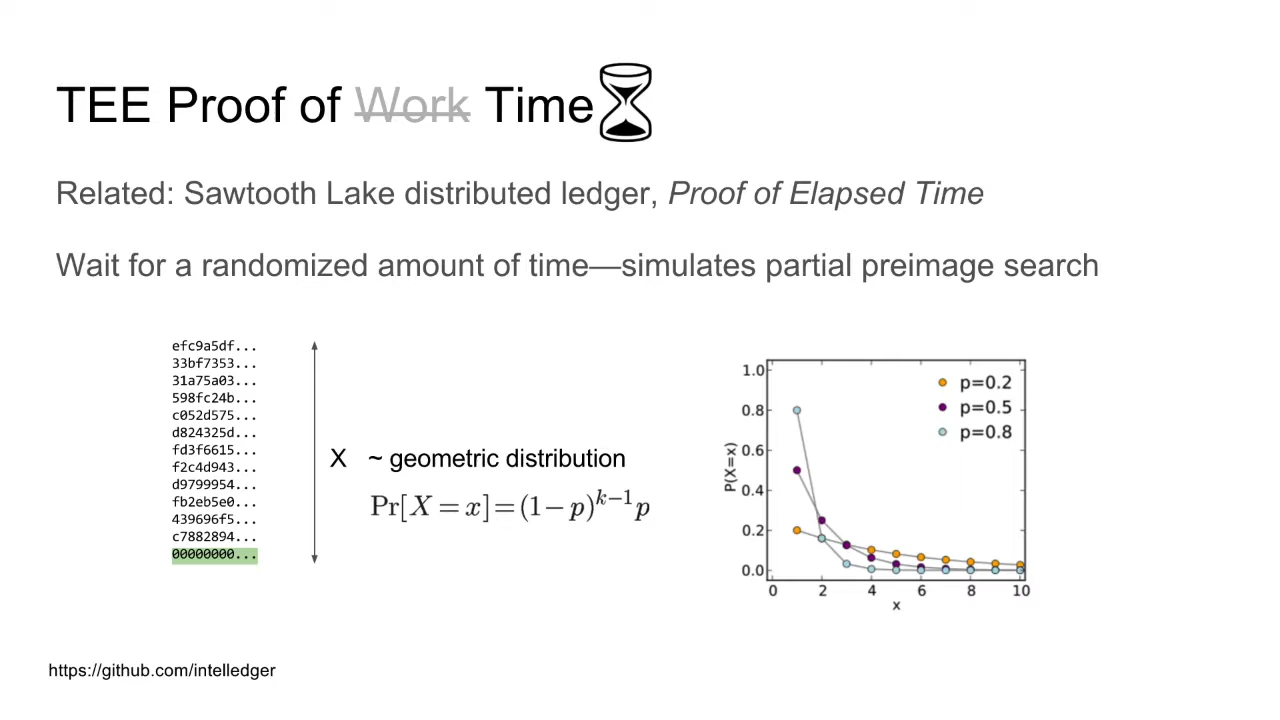 TEE Proof of Work Time
Related: Sawtooth Lake distributed ledger, Proof of Elapsed Time
Wait for a randomized amount of time—simulates partial preimage search
efc9a5df...
33bf7353...
31a75a03...
598fc24b...
c052d575...
d824325d...
fd3f6615...
f2c4d943...
d9799954...
fb2eb5e0...
439696f5...
c7882894...
00000000...
X ~ geometric distribution
Pr[X = x] = (1 − p)^{k−1} p
1.0
0.8
0.6
0.4
0.2
0.0
P(X=x)
p=0.2
p=0.5
p=0.8
0 2 4 6 8 10
x
https://github.com/intelledger